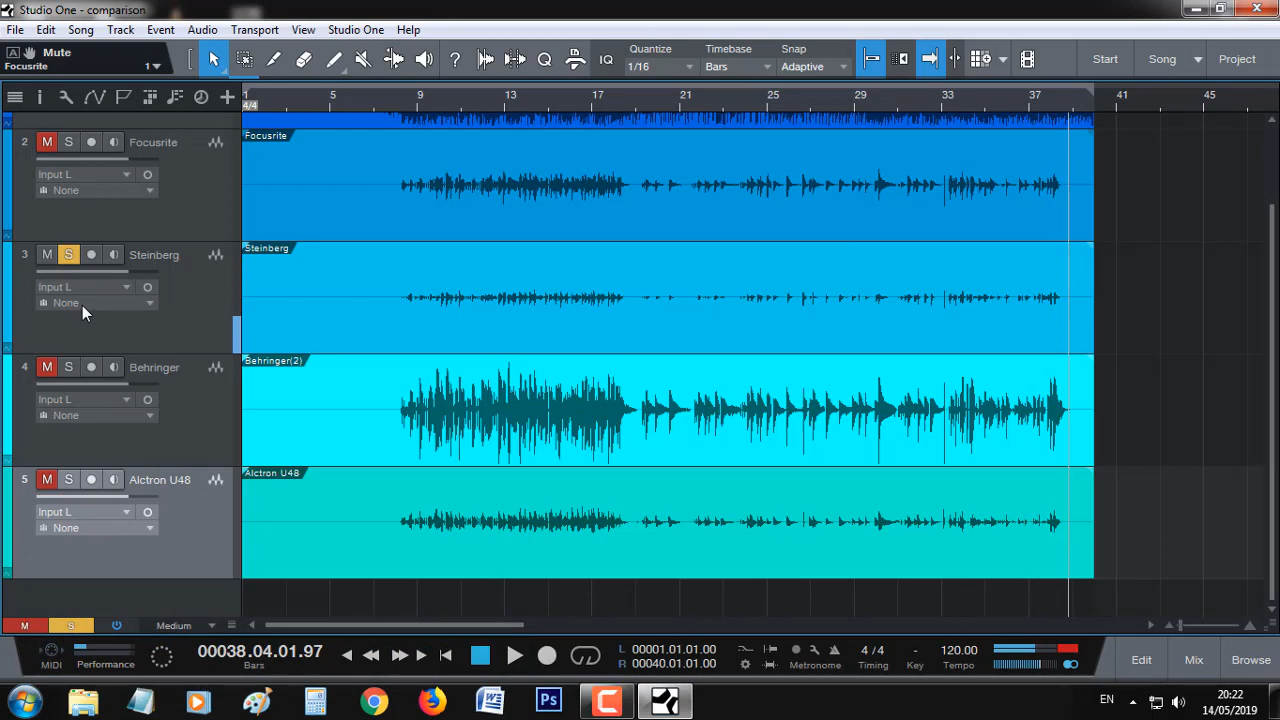 Studio One - comparison
File Edit Song Track Event Audio Transport View Studio One Help
A Mute
Focusrite 1
IQ
Quantize Timebase Snap
1/16 Bars Adaptive
Start Song Project
1 5 9 13 17 21 25 29 33 37 41 45
4/4
2 M S Focusrite
Input L
None
Focusrite
3 M S Steinberg
Input L
None
Steinberg
4 M S Behringer
Input L
None
Behringer(2)
5 M S Alctron U48
Input L
None
Alctron U48
M S Medium
MIDI Performance
00038.04.01.97
Bars
L 00001.01.01.00
R 00040.01.01.00
Metronome
4 / 4
Timing
-
Key
120.00
Tempo
Edit Mix Browse
W Ps
EN
20:22
14/05/2019